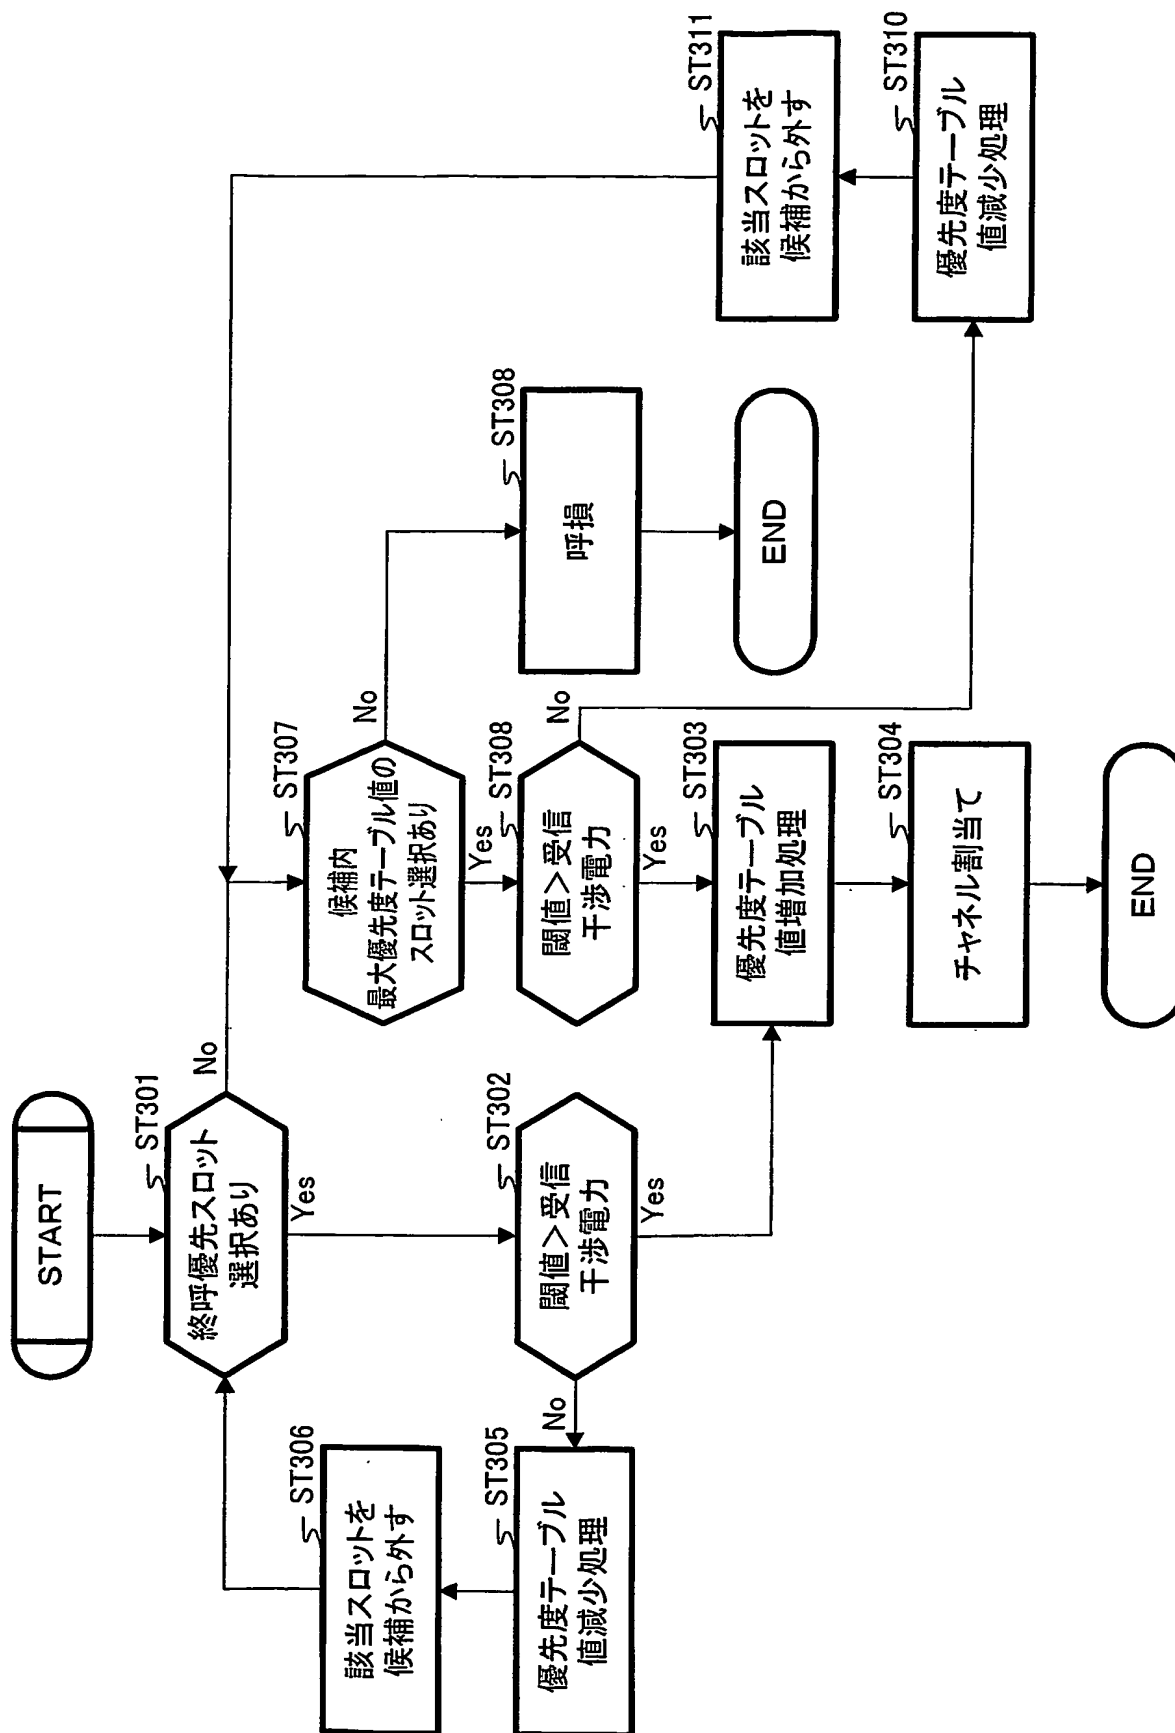 START
ST301
終呼優先スロット
選択あり
No
Yes
ST302
閾値>受信
干渉電力
No
Yes
ST305
優先度テーブル
値減少処理
ST306
該当スロットを
候補から外す
ST307
候補内
最大優先度テーブル値の
スロット選択あり
No
Yes
ST308
呼損
END
ST308
閾値>受信
干渉電力
No
Yes
ST303
優先度テーブル
値増加処理
ST304
チャネル割当て
END
ST310
優先度テーブル
値減少処理
ST311
該当スロットを
候補から外す